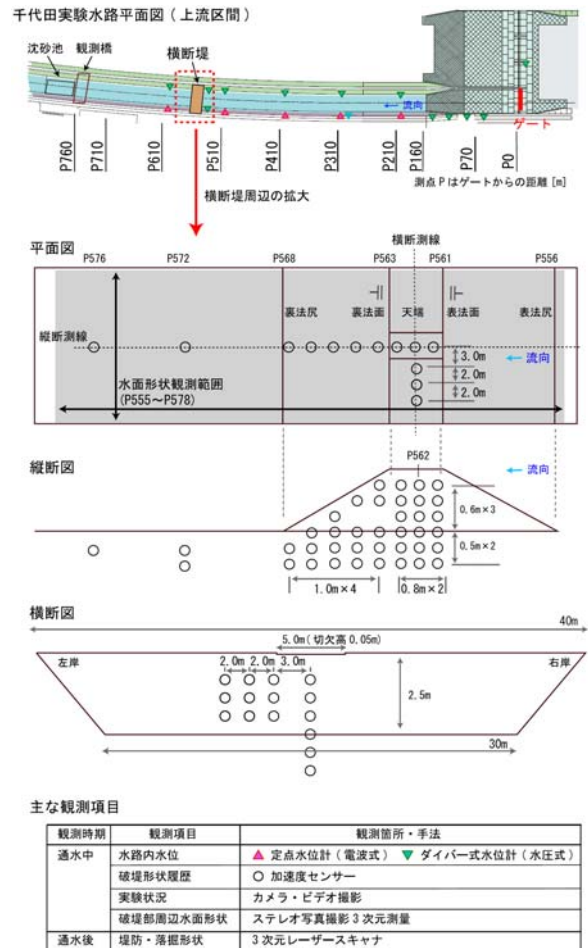 千代田実験水路平面図（上流区間）
沈砂池
観測橋
横断堤
流向
ゲート
P760
P710
P610
P510
P410
P310
P210
P160
P70
P0
測点Pはゲートからの距離[m]
横断堤周辺の拡大
平面図
横断測線
P576
P572
P568
P563
P561
P556
裏法尻
裏法面
天端
表法面
表法尻
縦断測線
流向
3.0m
2.0m
2.0m
水面形状観測範囲
(P555～P578)
縦断図
P562
流向
0.6m×3
0.5m×2
1.0m×4
0.8m×2
横断図
40m
5.0m(切欠高0.05m)
左岸
2.0m 2.0m 3.0m
右岸
2.5m
30m
主な観測項目
観測時期 観測項目 観測箇所・手法
通水中 水路内水位 ▲ 定点水位計（電波式） ▼ ダイバー式水位計（水圧式）
破堤形状履歴 ○ 加速度センサー
実験状況 カメラ・ビデオ撮影
破堤部周辺水面形状 ステレオ写真撮影3次元測量
通水後 堤防・落掘形状 3次元レーザースキャナ